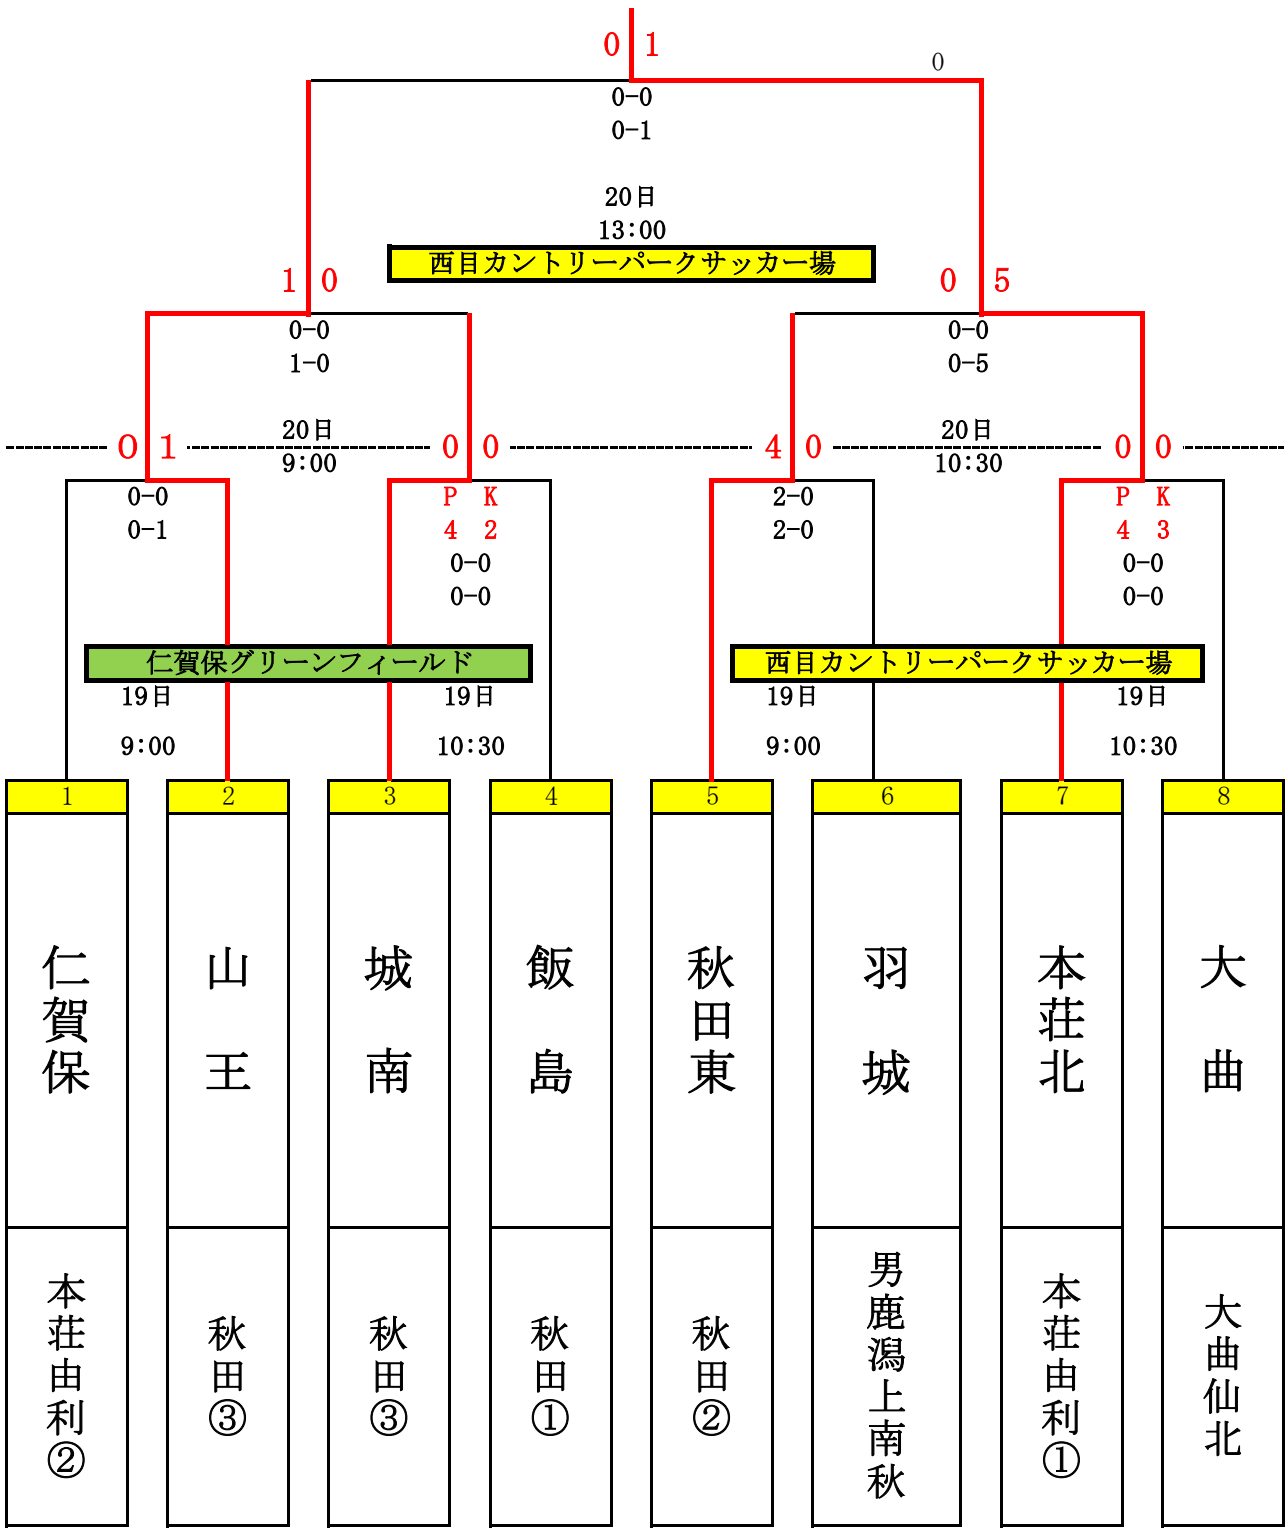 0 1
0
0-0
0-1
20日
13:00
西目カントリーパークサッカー場
1 0
0 5
0-0
1-0
0-0
0-5
20日
9:00
20日
10:30
0 1
0 0
4 0
0 0
0-0
0-1
P K
4 2
0-0
0-0
2-0
2-0
P K
4 3
0-0
0-0
仁賀保グリーンフィールド
西目カントリーパークサッカー場
19日
9:00
19日
10:30
19日
9:00
19日
10:30
1
2
3
4
5
6
7
8
仁賀保
山王
城南
飯島
秋田東
羽城
本荘北
大曲
本荘由利②
秋田③
秋田③
秋田①
秋田②
男鹿潟上南秋
本荘由利①
大曲仙北